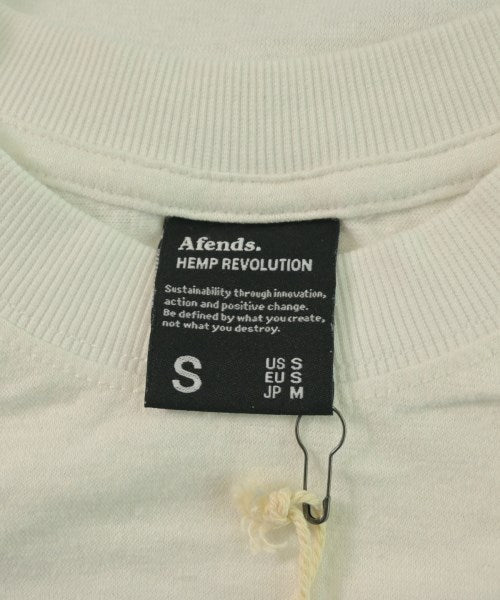 Afends.
HEMP REVOLUTION
Sustainability through innovation,
action and positive change.
Be defined by what you create,
not what you destroy.
S
US S
EU S
JP M